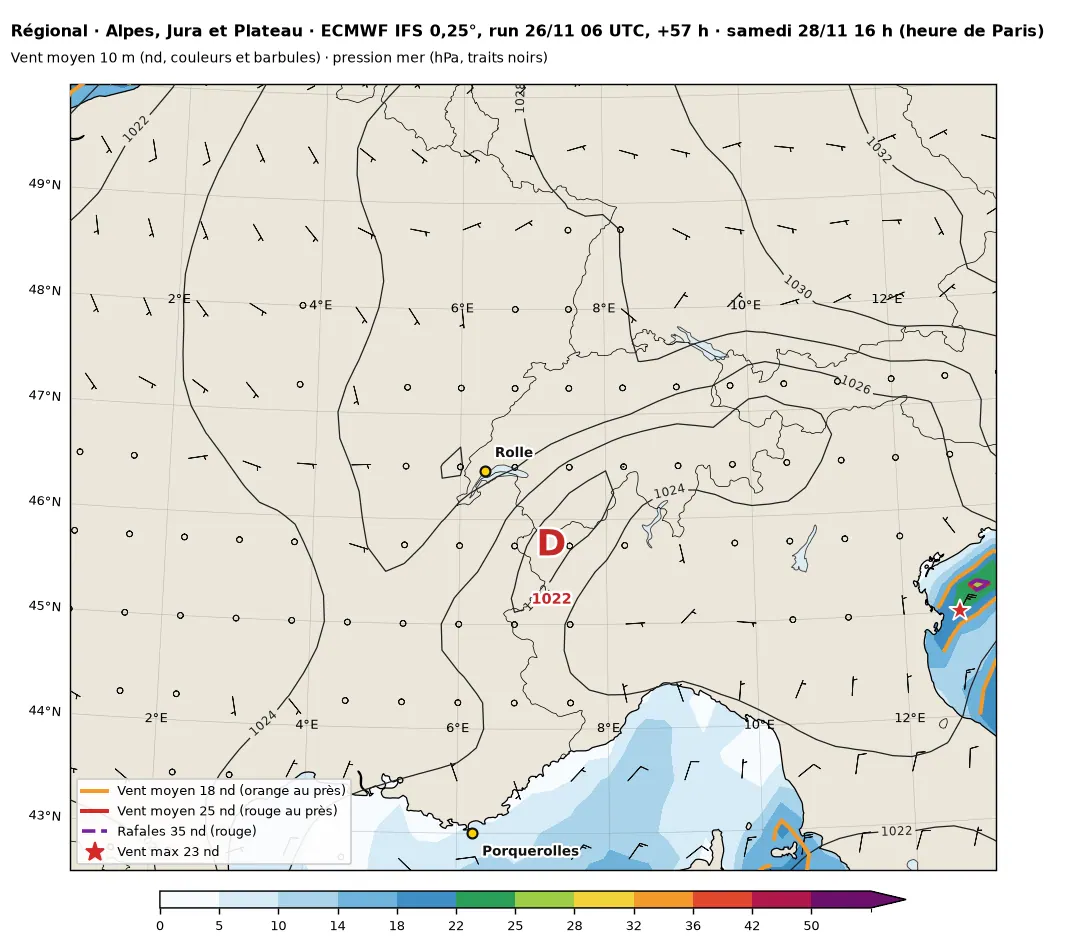 Régional · Alpes, Jura et Plateau · ECMWF IFS 0,25°, run 26/11 06 UTC, +57 h · samedi 28/11 16 h (heure de Paris)
Vent moyen 10 m (nd, couleurs et barbules) · pression mer (hPa, traits noirs)
1022
1028
1032
49°N
48°N
2°E
4°E
6°E
8°E
10°E
12°E
1030
47°N
1026
Rolle
46°N
1024
D
1022
45°N
44°N
2°E
4°E
6°E
8°E
10°E
12°E
1024
43°N
Vent moyen 18 nd (orange au près)
Vent moyen 25 nd (rouge au près)
Rafales 35 nd (rouge)
Vent max 23 nd
Porquerolles
1022
0 5 10 14 18 22 25 28 32 36 42 50